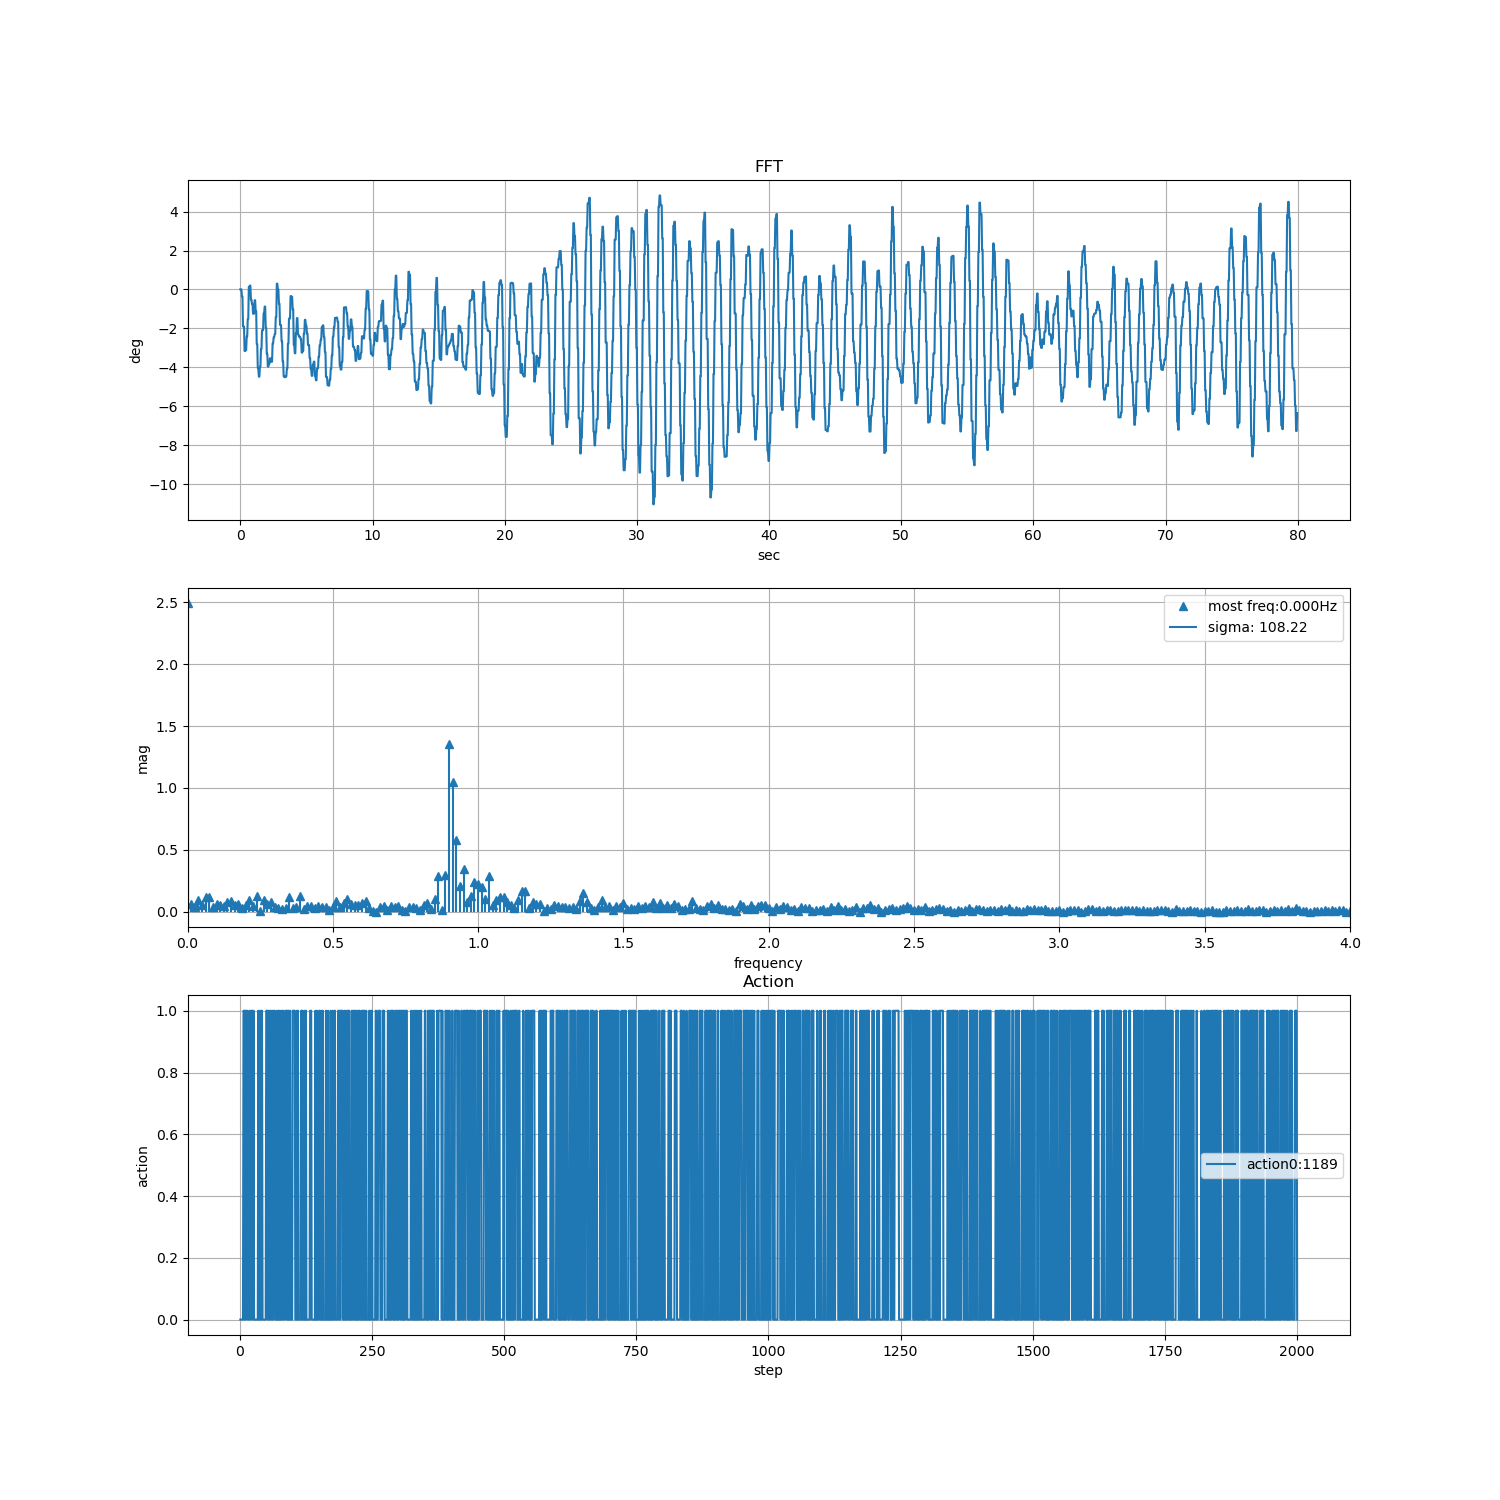 FFT
4
2
0
−2
−4
−6
−8
−10
deg
0 10 20 30 40 50 60 70 80
sec
2.5
2.0
1.5
1.0
0.5
0.0
mag
most freq:0.000Hz
sigma: 108.22
0.0 0.5 1.0 1.5 2.0 2.5 3.0 3.5 4.0
frequency
Action
1.0
0.8
0.6
0.4
0.2
0.0
action
action0:1189
0 250 500 750 1000 1250 1500 1750 2000
step